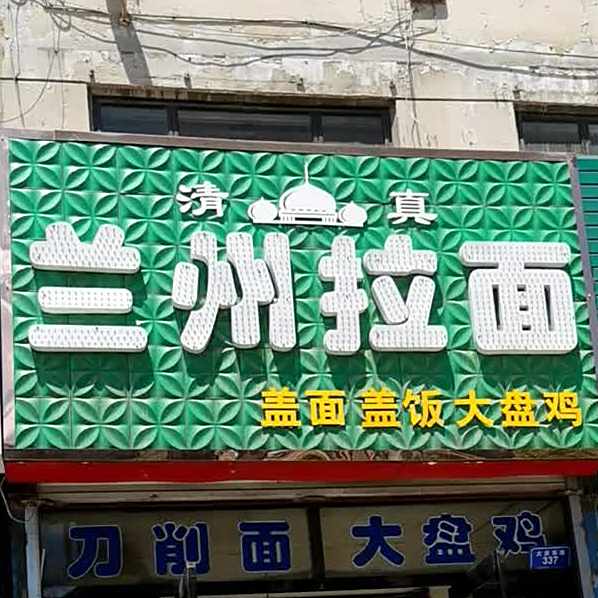 清真
兰州拉面
盖面 盖饭 大盘鸡
刀削面 大盘鸡
337